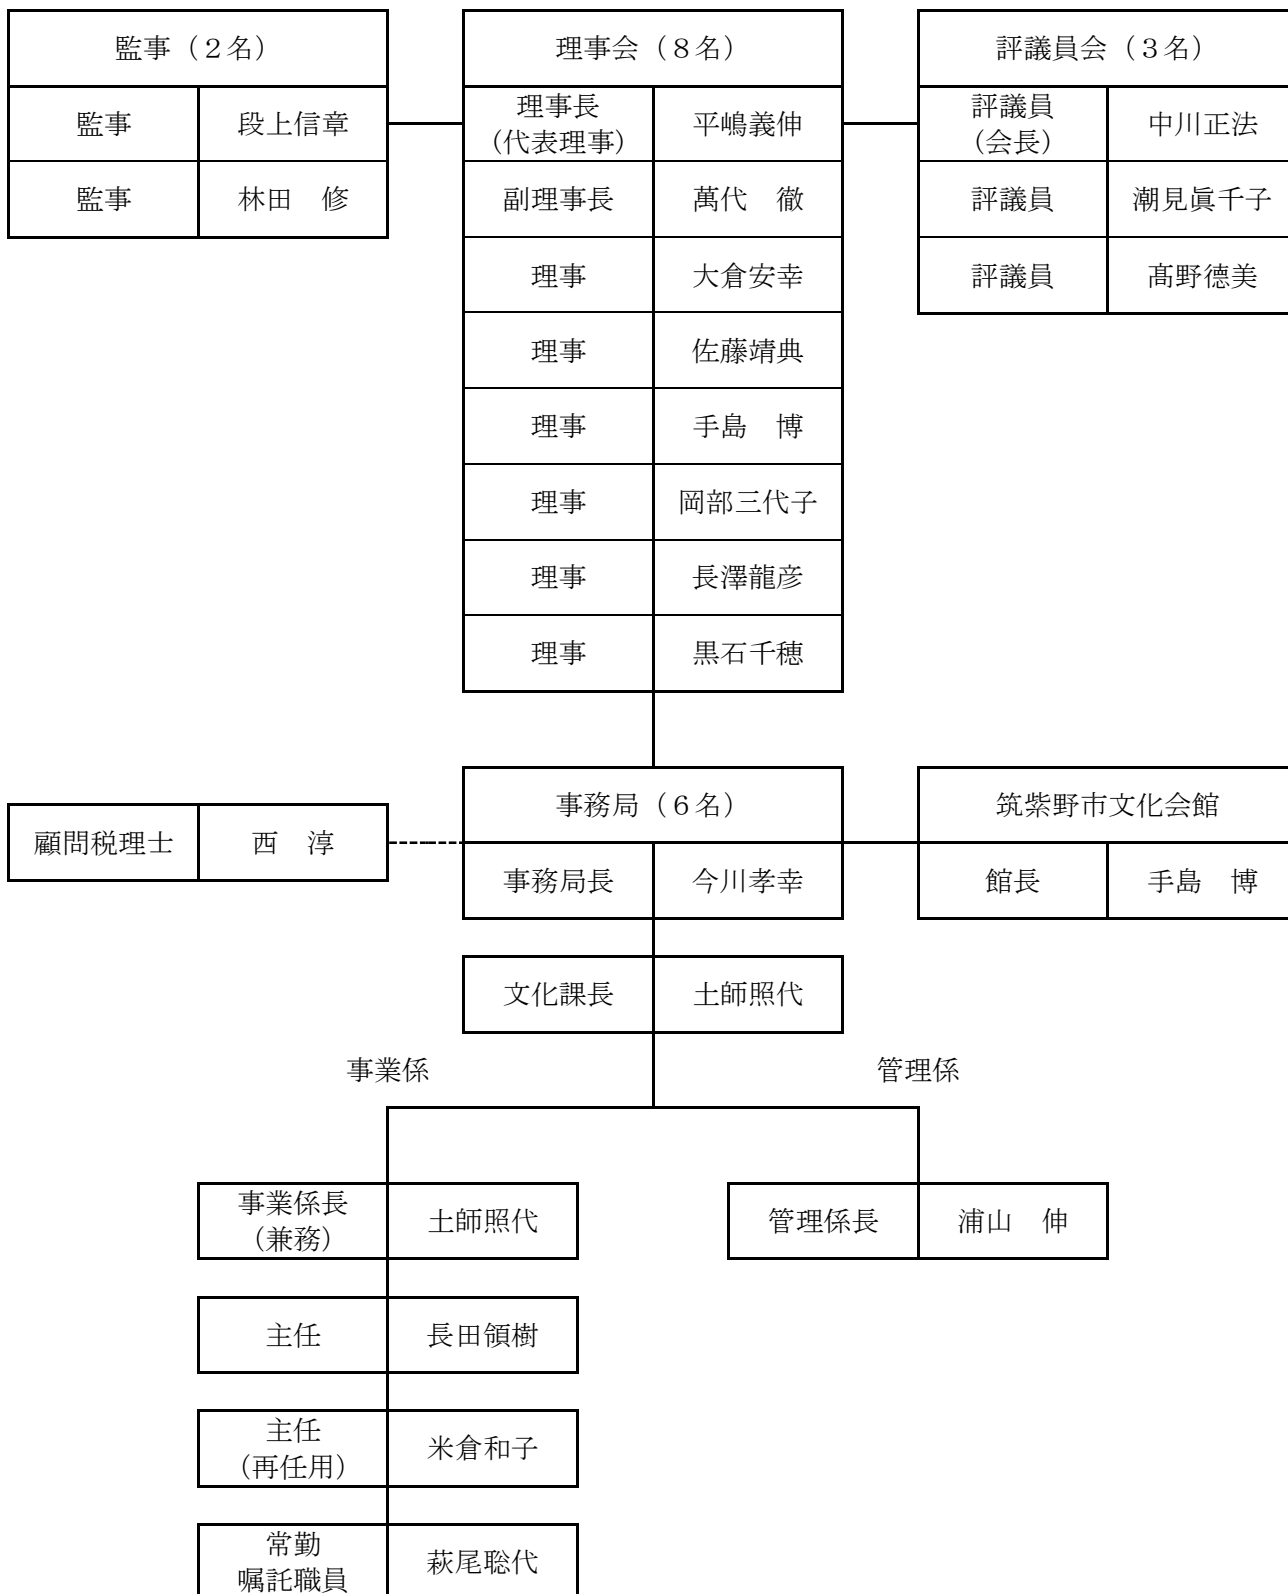 監事（２名）
監事 段上信章
監事 林田　修
理事会（８名）
理事長
（代表理事）
平嶋義伸
副理事長 萬代　徹
理事 大倉安幸
理事 佐藤靖典
理事 手島　博
理事 岡部三代子
理事 長澤龍彦
理事 黒石千穂
評議員会（３名）
評議員
（会長）
中川正法
評議員 潮見眞千子
評議員 髙野德美
顧問税理士 西　淳
事務局（６名）
事務局長 今川孝幸
筑紫野市文化会館
館長 手島　博
文化課長 土師照代
事業係
管理係
事業係長
（兼務）
土師照代
主任 長田領樹
主任
（再任用）
米倉和子
常勤
嘱託職員
萩尾聡代
管理係長 浦山　伸